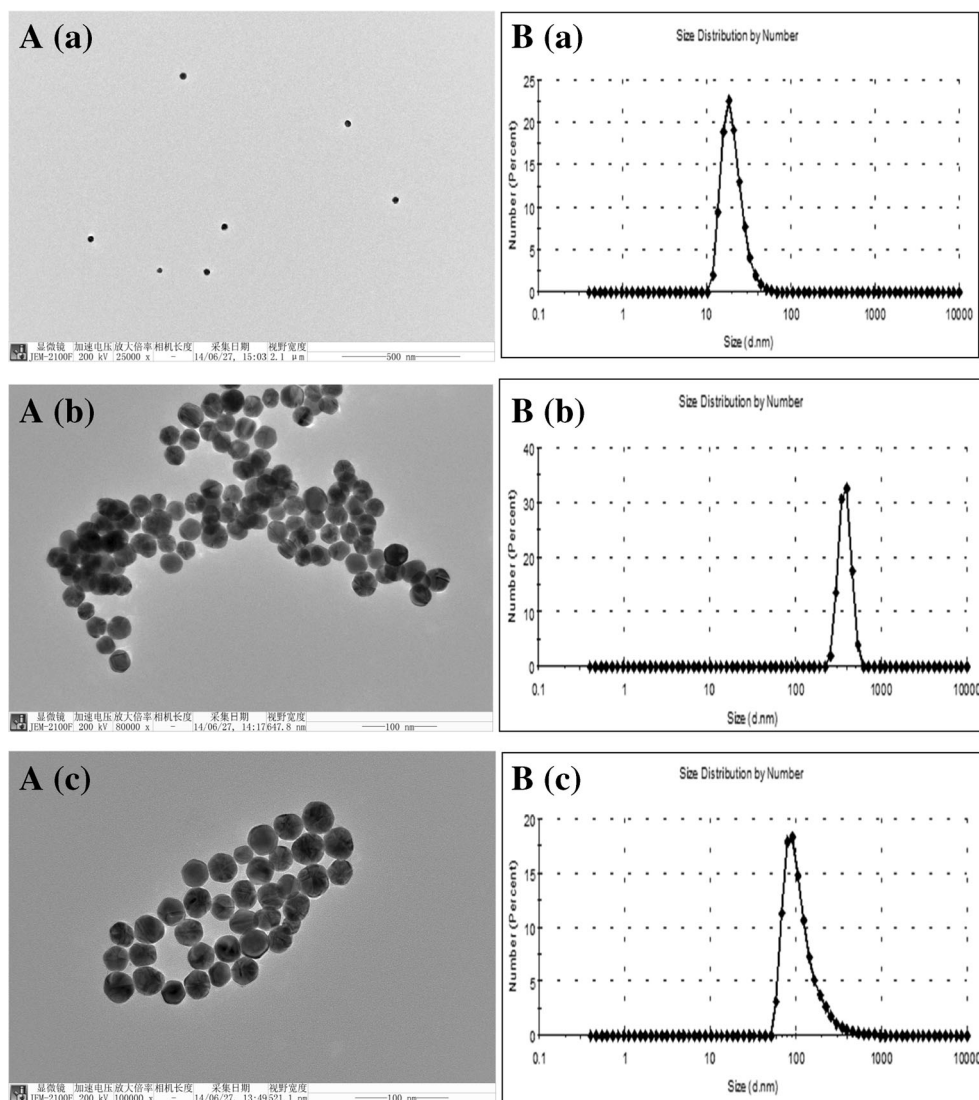 A (a)
显微镜 加速电压 放大倍率 相机长度 采集日期 视野宽度
JEM-2100F 200 kV 25000 x - 14/06/27, 15:03 2.1 μm 500 nm
B (a)
Size Distribution by Number
Number (Percent)
25
20
15
10
5
0
0.1 1 10 100 1000 10000
Size (d.nm)
A (b)
显微镜 加速电压 放大倍率 相机长度 采集日期 视野宽度
JEM-2100F 200 kV 80000 x - 14/06/27, 14:17 647.8 nm 100 nm
B (b)
Size Distribution by Number
Number (Percent)
40
30
20
10
0
0.1 1 10 100 1000 10000
Size (d.nm)
A (c)
显微镜 加速电压 放大倍率 相机长度 采集日期 视野宽度
JEM-2100F 200 kV 100000 x - 14/06/27, 13:49 521.1 nm 100 nm
B (c)
Size Distribution by Number
Number (Percent)
20
15
10
5
0
0.1 1 10 100 1000 10000
Size (d.nm)